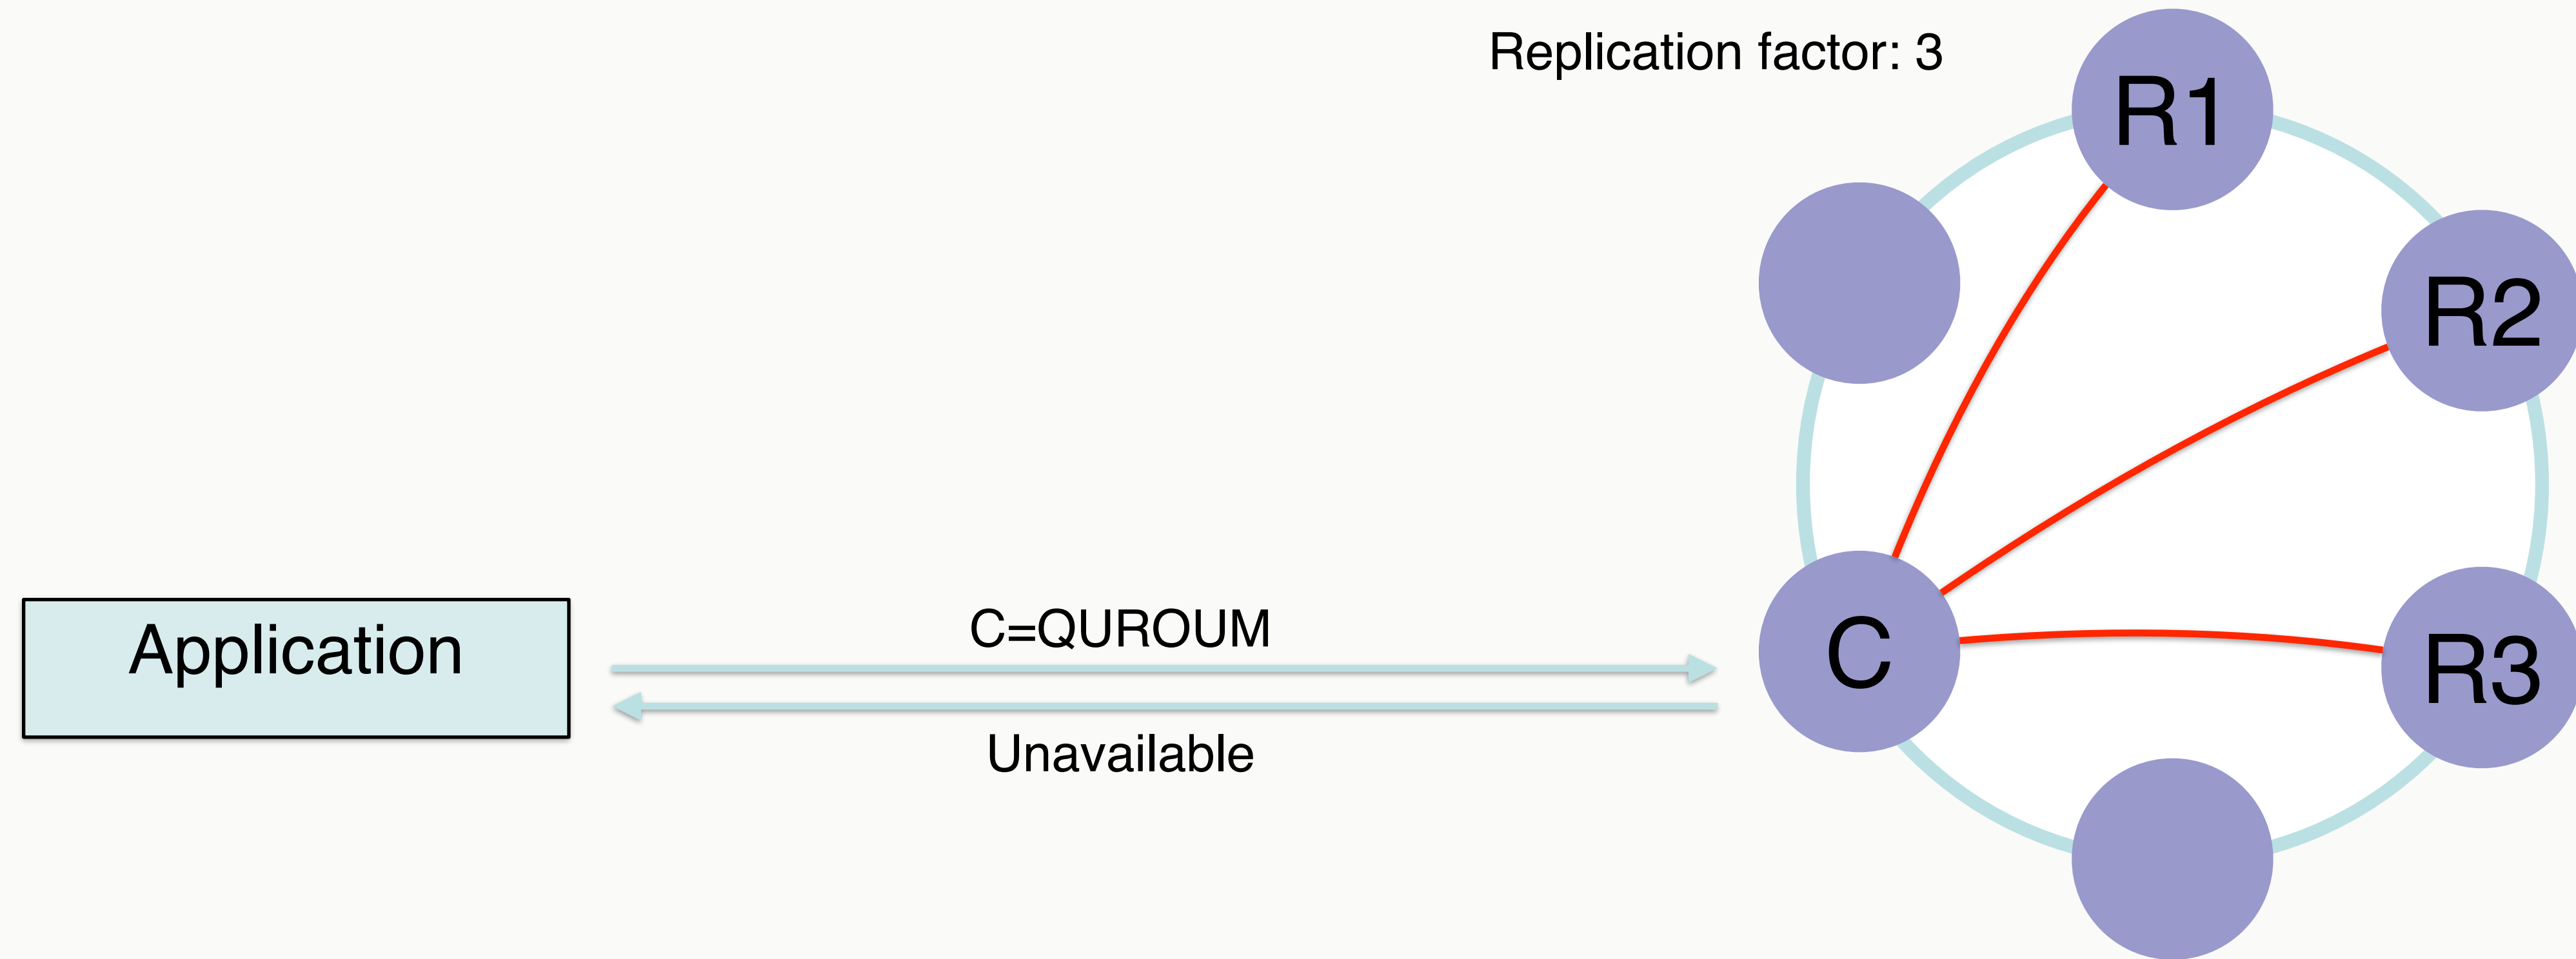 Replication factor: 3
R1
R2
Application
C=QUROUM
C
R3
Unavailable